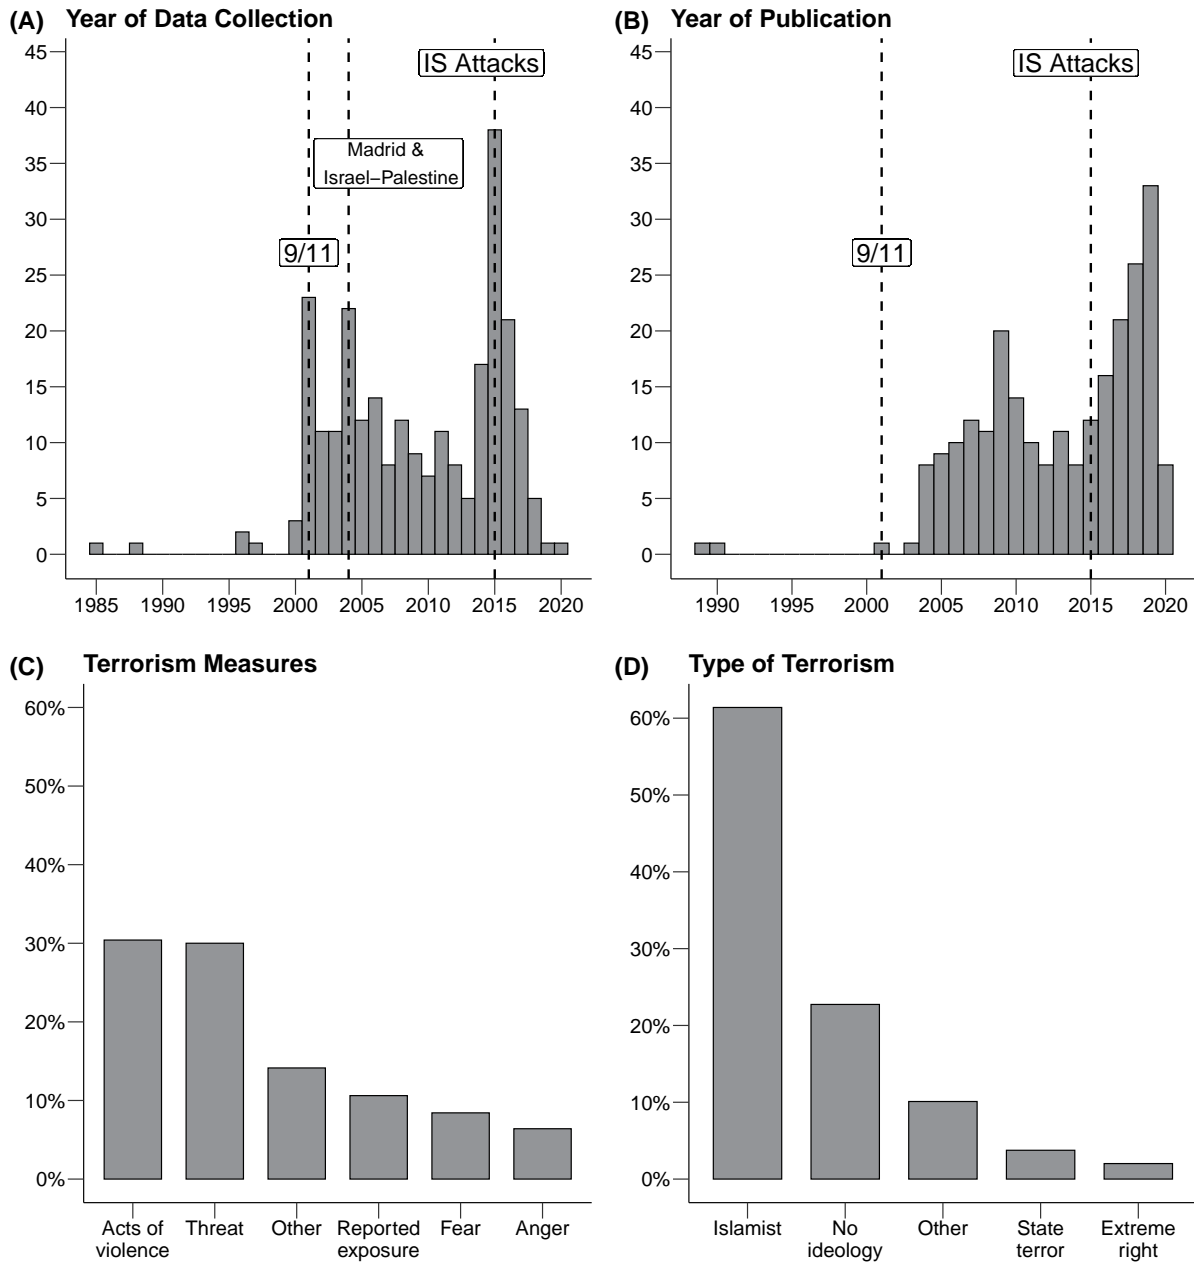 (A) Year of Data Collection
45
40
35
30
25
20
15
10
5
0
IS Attacks
Madrid &
Israel–Palestine
9/11
1985 1990 1995 2000 2005 2010 2015 2020
(B) Year of Publication
45
40
35
30
25
20
15
10
5
0
IS Attacks
9/11
1990 1995 2000 2005 2010 2015 2020
(C) Terrorism Measures
60%
50%
40%
30%
20%
10%
0%
Acts of violence
Threat
Other
Reported exposure
Fear
Anger
(D) Type of Terrorism
60%
50%
40%
30%
20%
10%
0%
Islamist
No ideology
Other
State terror
Extreme right